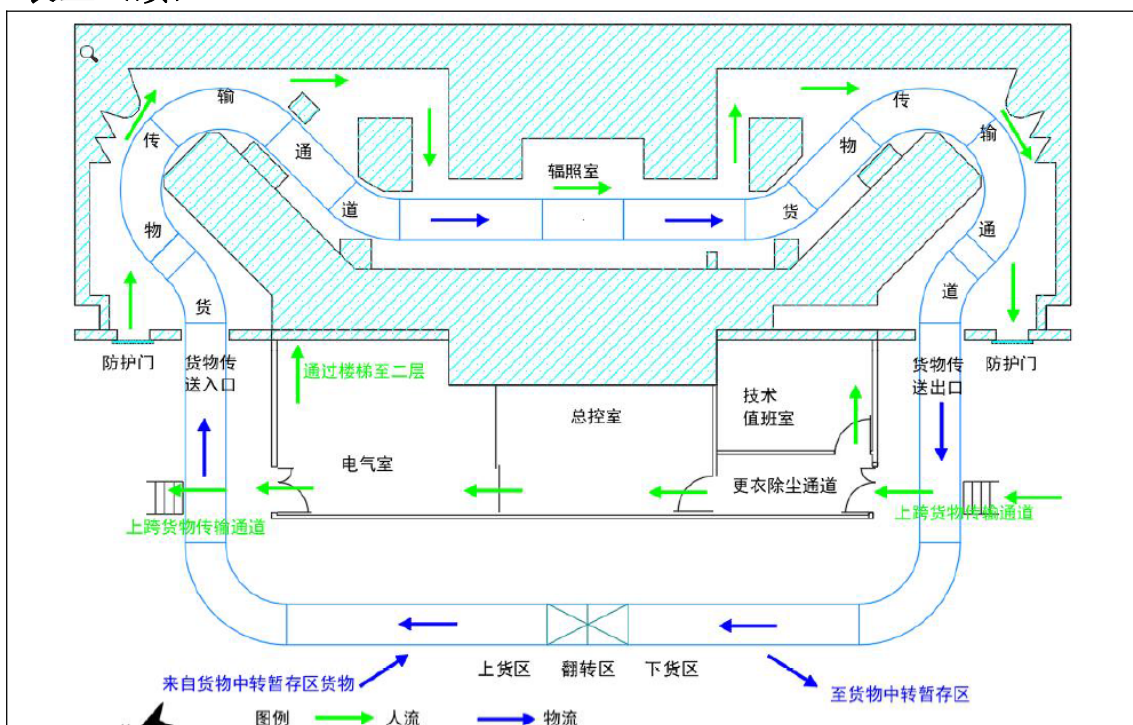 输
传
通
道
物
货
辐照室
传
输
物
货
通
道
防护门
货物传
送入口
通过楼梯至二层
总控室
技术
值班室
货物传
送出口
防护门
电气室
更衣除尘通道
上跨货物传输通道
上跨货物传输通道
上货区
翻转区
下货区
来自货物中转暂存区货物
至货物中转暂存区
图例
人流
物流